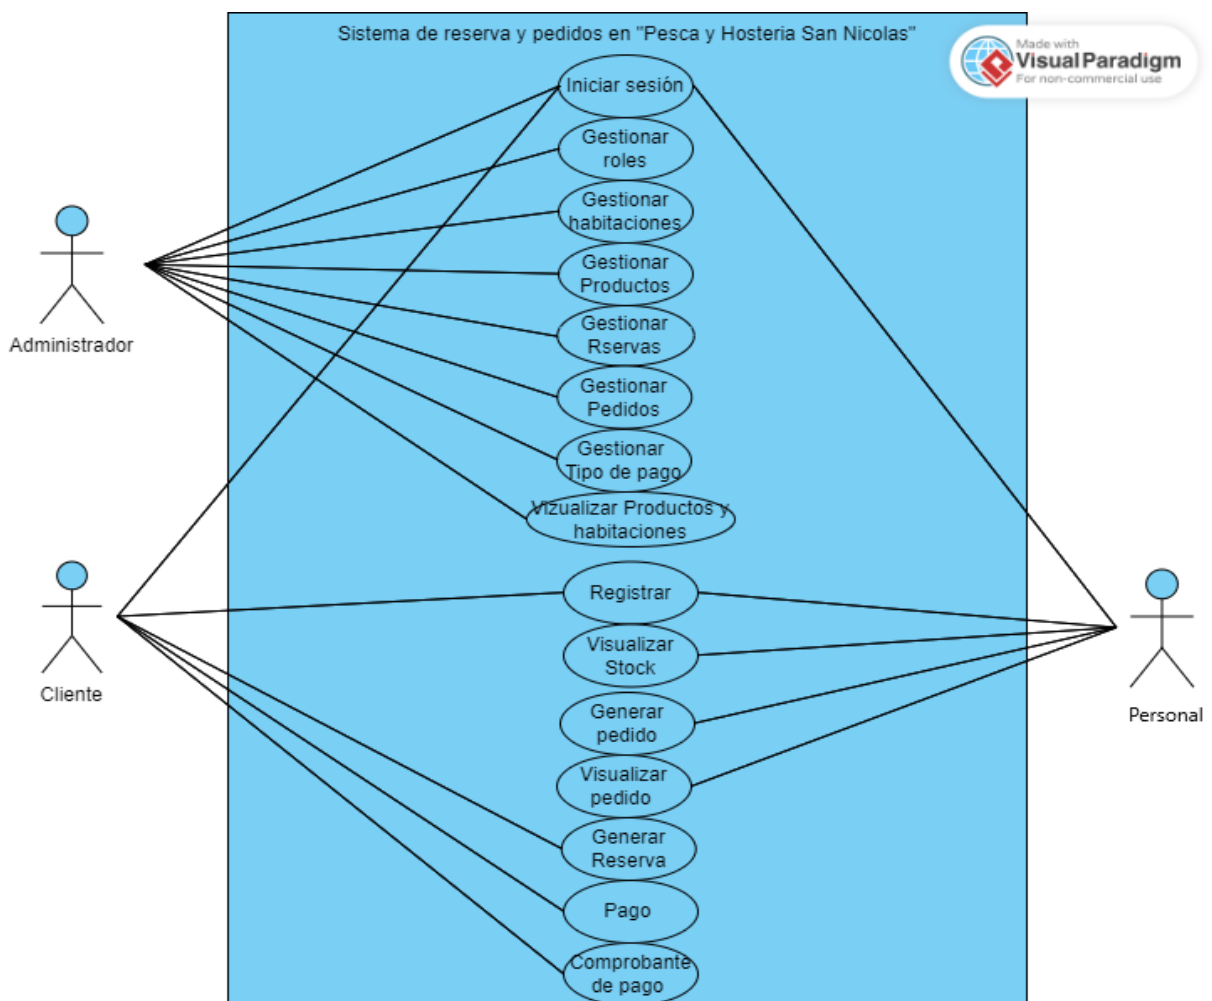 Sistema de reserva y pedidos en "Pesca y Hosteria San Nicolas"
Made with
Visual Paradigm
For non-commercial use
Iniciar sesión
Gestionar
roles
Gestionar
habitaciones
Gestionar
Productos
Gestionar
Rservas
Gestionar
Pedidos
Gestionar
Tipo de pago
Vizualizar Productos y
habitaciones
Administrador
Registrar
Visualizar
Stock
Generar
pedido
Visualizar
pedido
Generar
Reserva
Pago
Comprobante
de pago
Cliente
Personal